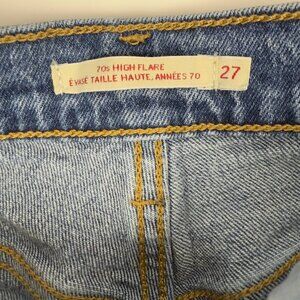 70s HIGH FLARE
ÉVASÉ TAILLE HAUTE, ANNÉES 70
27